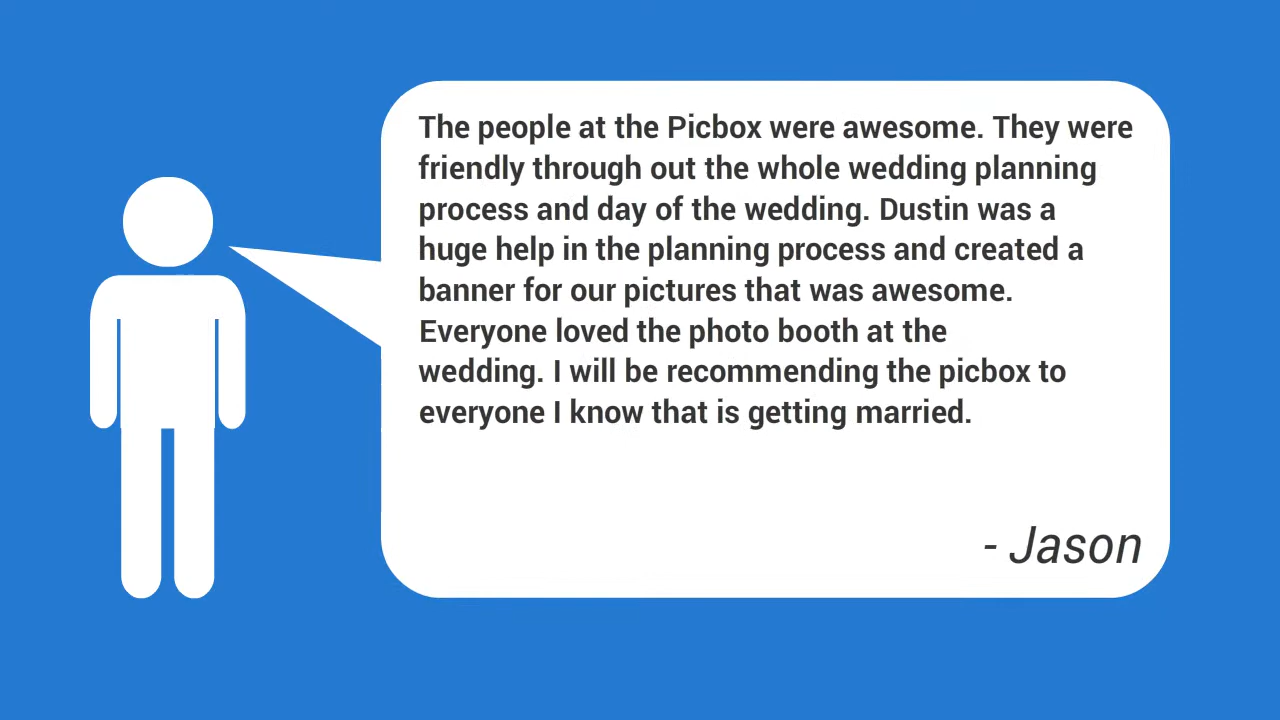 The people at the Picbox were awesome. They were
friendly through out the whole wedding planning
process and day of the wedding. Dustin was a
huge help in the planning process and created a
banner for our pictures that was awesome.
Everyone loved the photo booth at the
wedding. I will be recommending the picbox to
everyone I know that is getting married.
- Jason